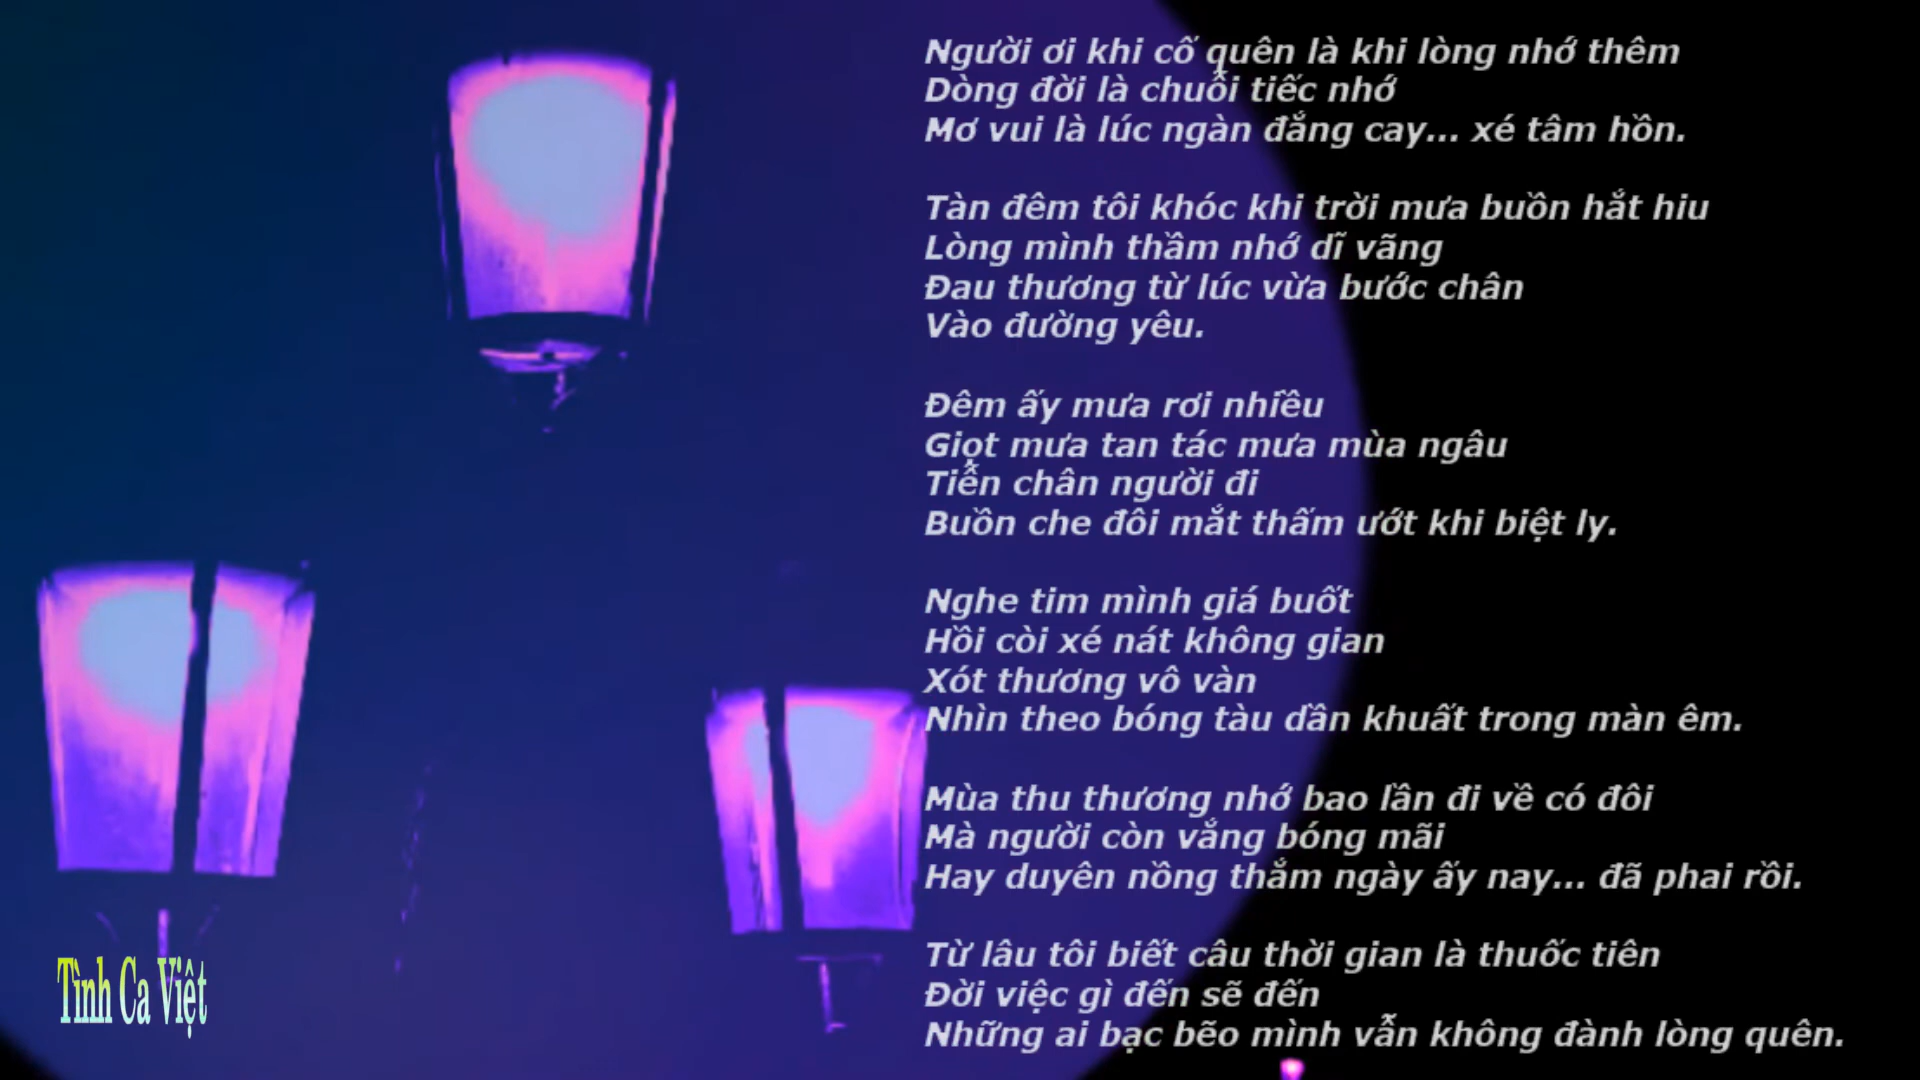 Người ơi khi cố quên là khi lòng nhớ thêm
Dòng đời là chuỗi tiếc nhớ
Mơ vui là lúc ngàn đắng cay... xé tâm hồn.
Tàn đêm tôi khóc khi trời mưa buồn hắt hiu
Lòng mình thầm nhớ dĩ vãng
Đau thương từ lúc vừa bước chân
Vào đường yêu.
Đêm ấy mưa rơi nhiều
Giọt mưa tan tác mưa mùa ngâu
Tiễn chân người đi
Buồn che đôi mắt thấm ướt khi biệt ly.
Nghe tim mình giá buốt
Hồi còi xé nát không gian
Xót thương vô vàn
Nhìn theo bóng tàu dần khuất trong màn êm.
Mùa thu thương nhớ bao lần đi về có đôi
Mà người còn vắng bóng mãi
Hay duyên nồng thắm ngày ấy nay... đã phai rồi.
Từ lâu tôi biết câu thời gian là thuốc tiên
Đời việc gì đến sẽ đến
Những ai bạc bẽo mình vẫn không đành lòng quên.
Tình Ca Việt